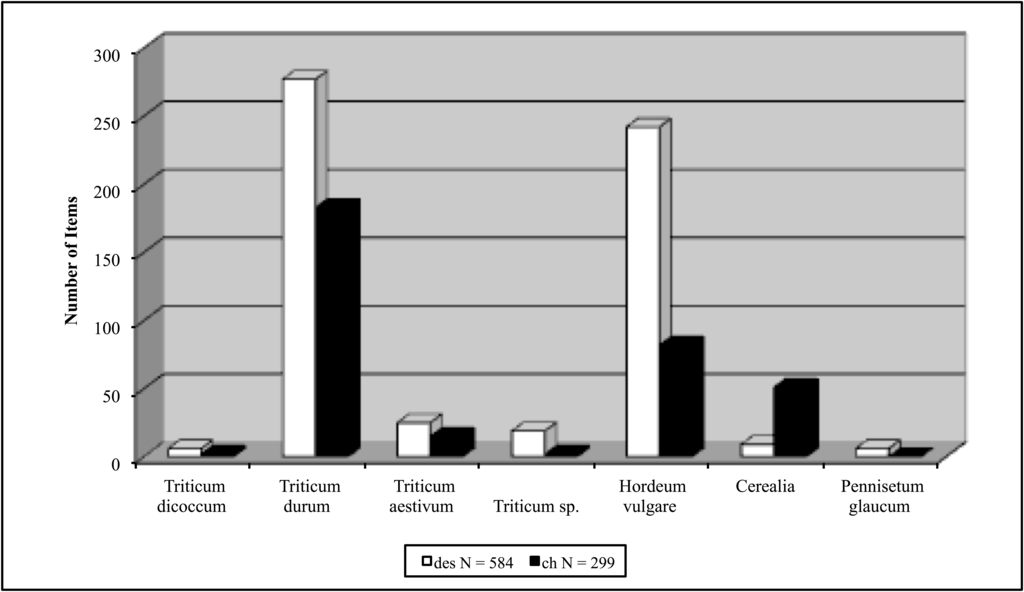 300
250
200
150
100
50
0
Number of Items
Triticum
dicoccum
Triticum
durum
Triticum
aestivum
Triticum sp.
Hordeum
vulgare
Cerealia
Pennisetum
glaucum
des N = 584 ch N = 299